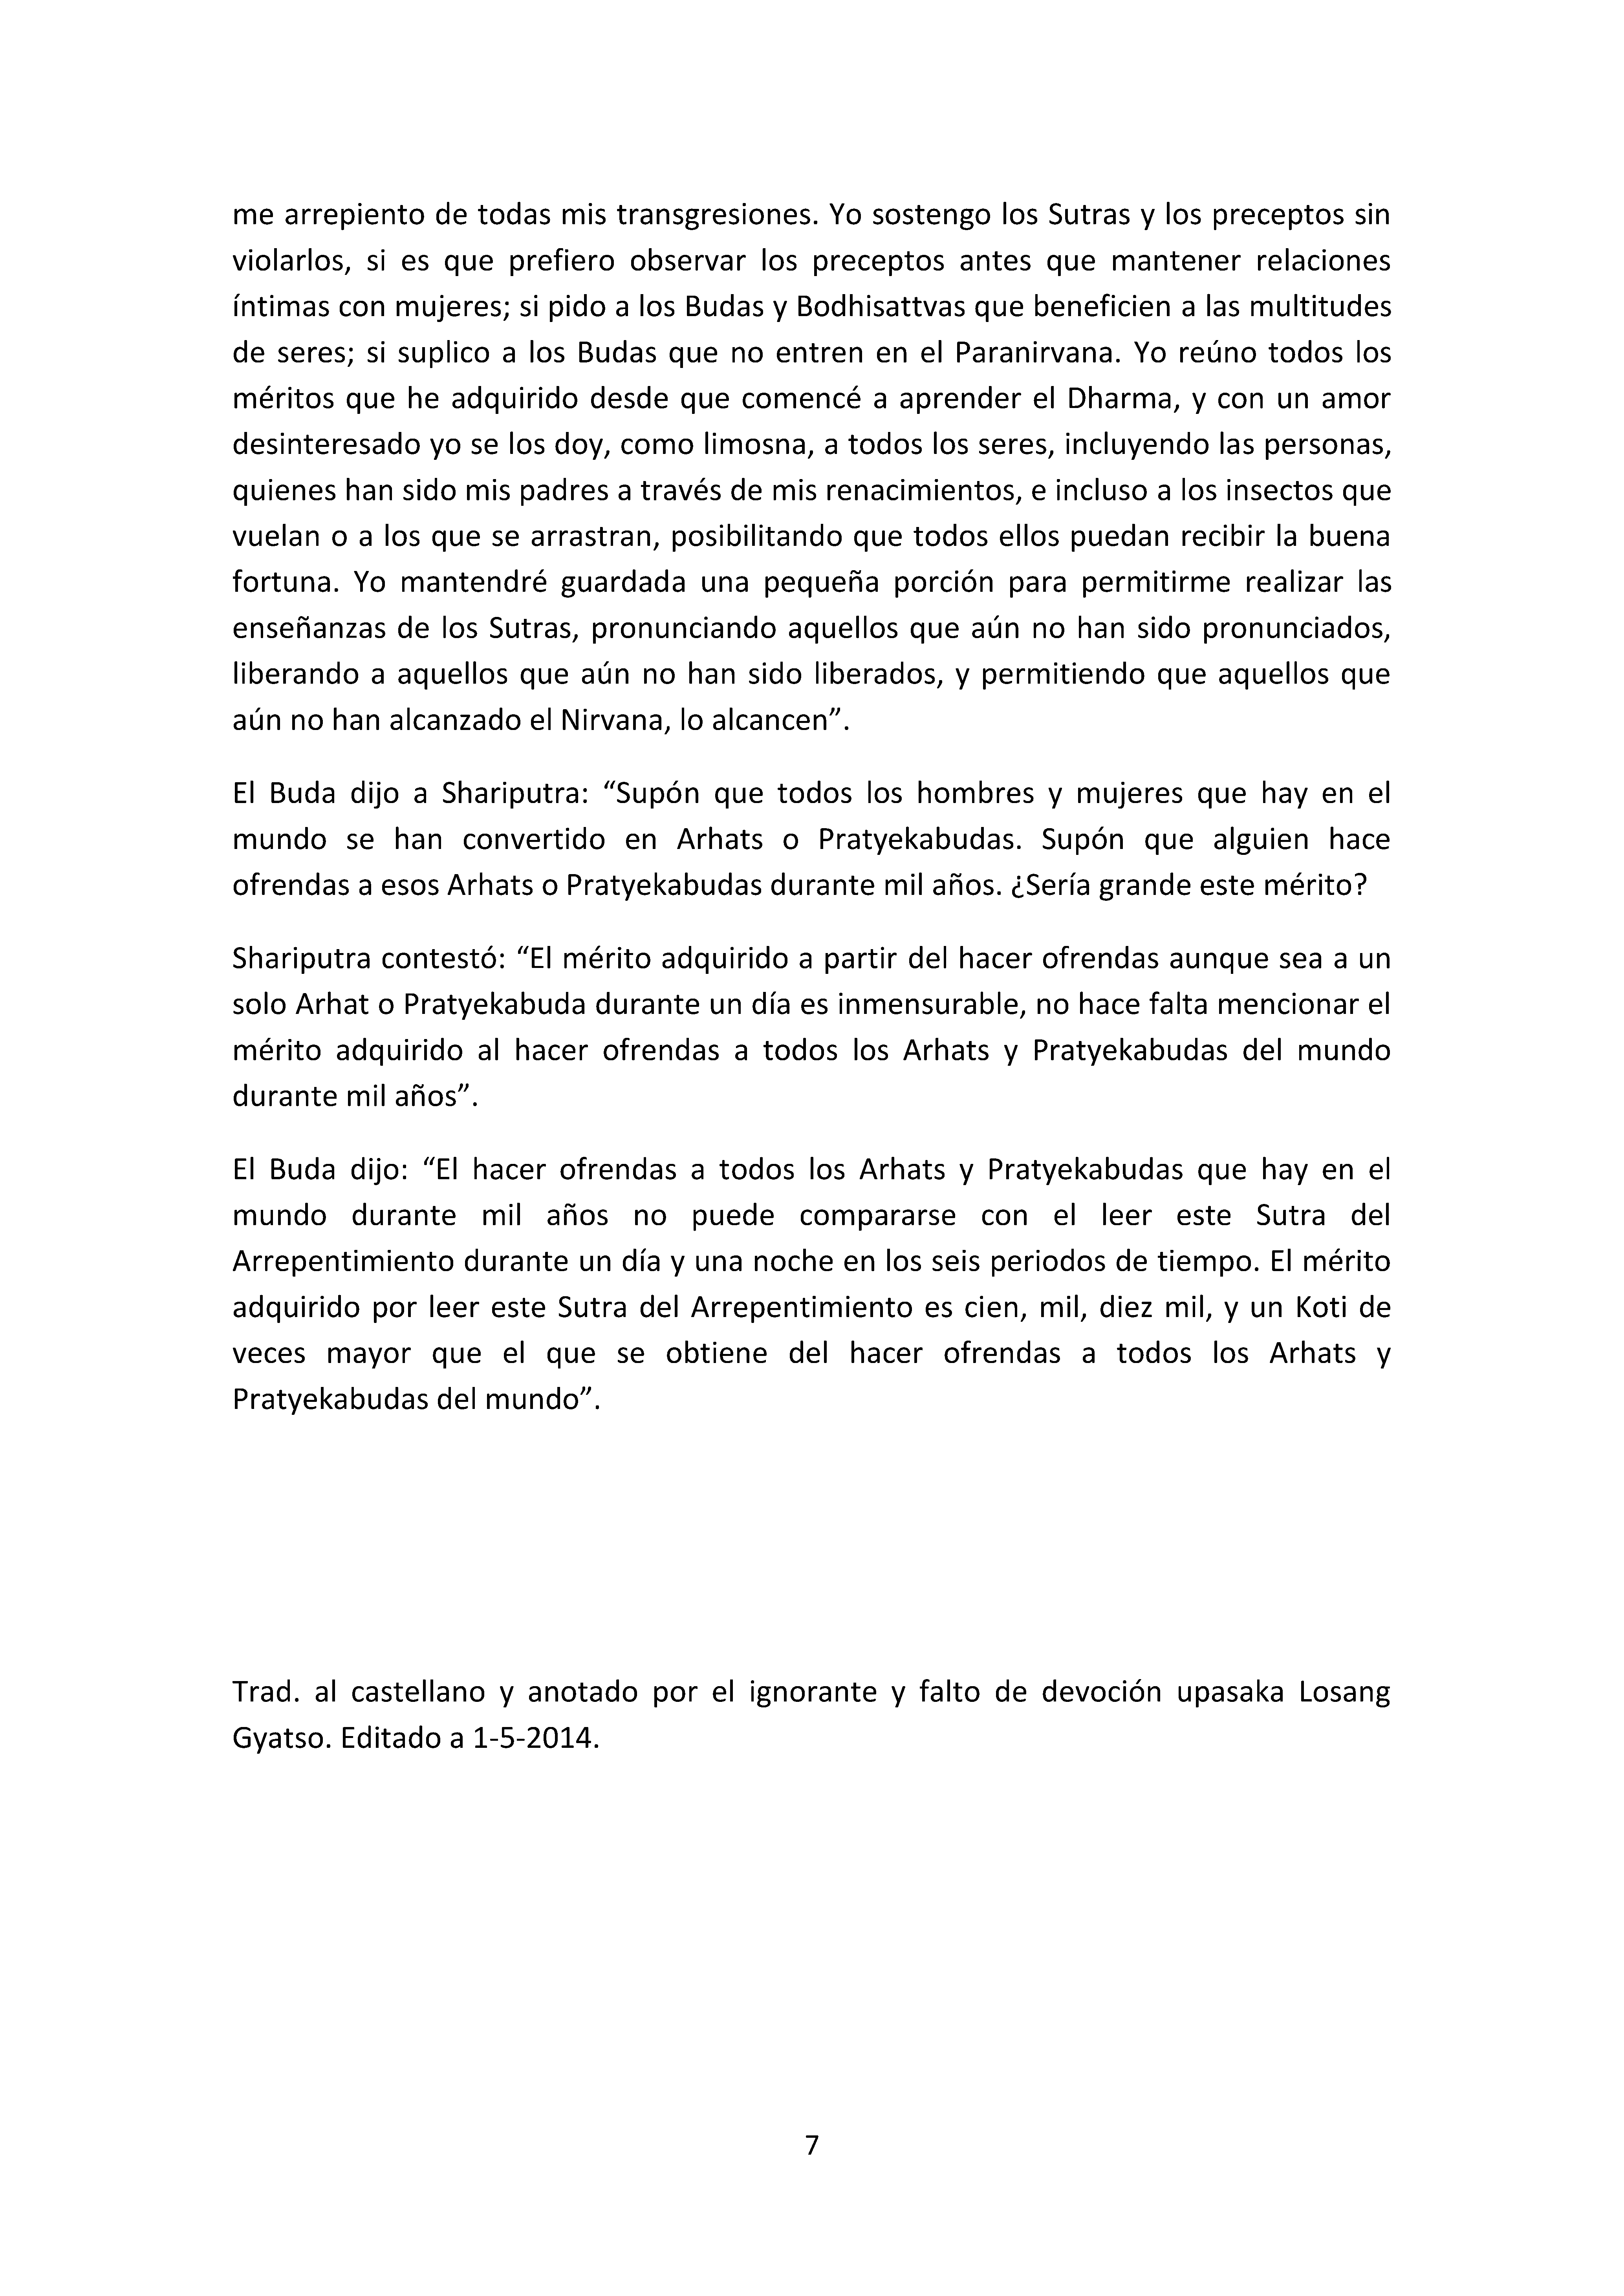 me arrepiento de todas mis transgresiones. Yo sostengo los Sutras y los preceptos sin
violarlos, si es que prefiero observar los preceptos antes que mantener relaciones
íntimas con mujeres; si pido a los Budas y Bodhisattvas que beneficien a las multitudes
de seres; si suplico a los Budas que no entren en el Paranirvana. Yo reúno todos los
méritos que he adquirido desde que comencé a aprender el Dharma, y con un amor
desinteresado yo se los doy, como limosna, a todos los seres, incluyendo las personas,
quienes han sido mis padres a través de mis renacimientos, e incluso a los insectos que
vuelan o a los que se arrastran, posibilitando que todos ellos puedan recibir la buena
fortuna. Yo mantendré guardada una pequeña porción para permitirme realizar las
enseñanzas de los Sutras, pronunciando aquellos que aún no han sido pronunciados,
liberando a aquellos que aún no han sido liberados, y permitiendo que aquellos que
aún no han alcanzado el Nirvana, lo alcancen”.
El Buda dijo a Shariputra: “Supón que todos los hombres y mujeres que hay en el
mundo se han convertido en Arhats o Pratyekabudas. Supón que alguien hace
ofrendas a esos Arhats o Pratyekabudas durante mil años. ¿Sería grande este mérito?
Shariputra contestó: “El mérito adquirido a partir del hacer ofrendas aunque sea a un
solo Arhat o Pratyekabuda durante un día es inmensurable, no hace falta mencionar el
mérito adquirido al hacer ofrendas a todos los Arhats y Pratyekabudas del mundo
durante mil años”.
El Buda dijo: “El hacer ofrendas a todos los Arhats y Pratyekabudas que hay en el
mundo durante mil años no puede compararse con el leer este Sutra del
Arrepentimiento durante un día y una noche en los seis periodos de tiempo. El mérito
adquirido por leer este Sutra del Arrepentimiento es cien, mil, diez mil, y un Koti de
veces mayor que el que se obtiene del hacer ofrendas a todos los Arhats y
Pratyekabudas del mundo”.
Trad. al castellano y anotado por el ignorante y falto de devoción upasaka Losang
Gyatso. Editado a 1-5-2014.
7